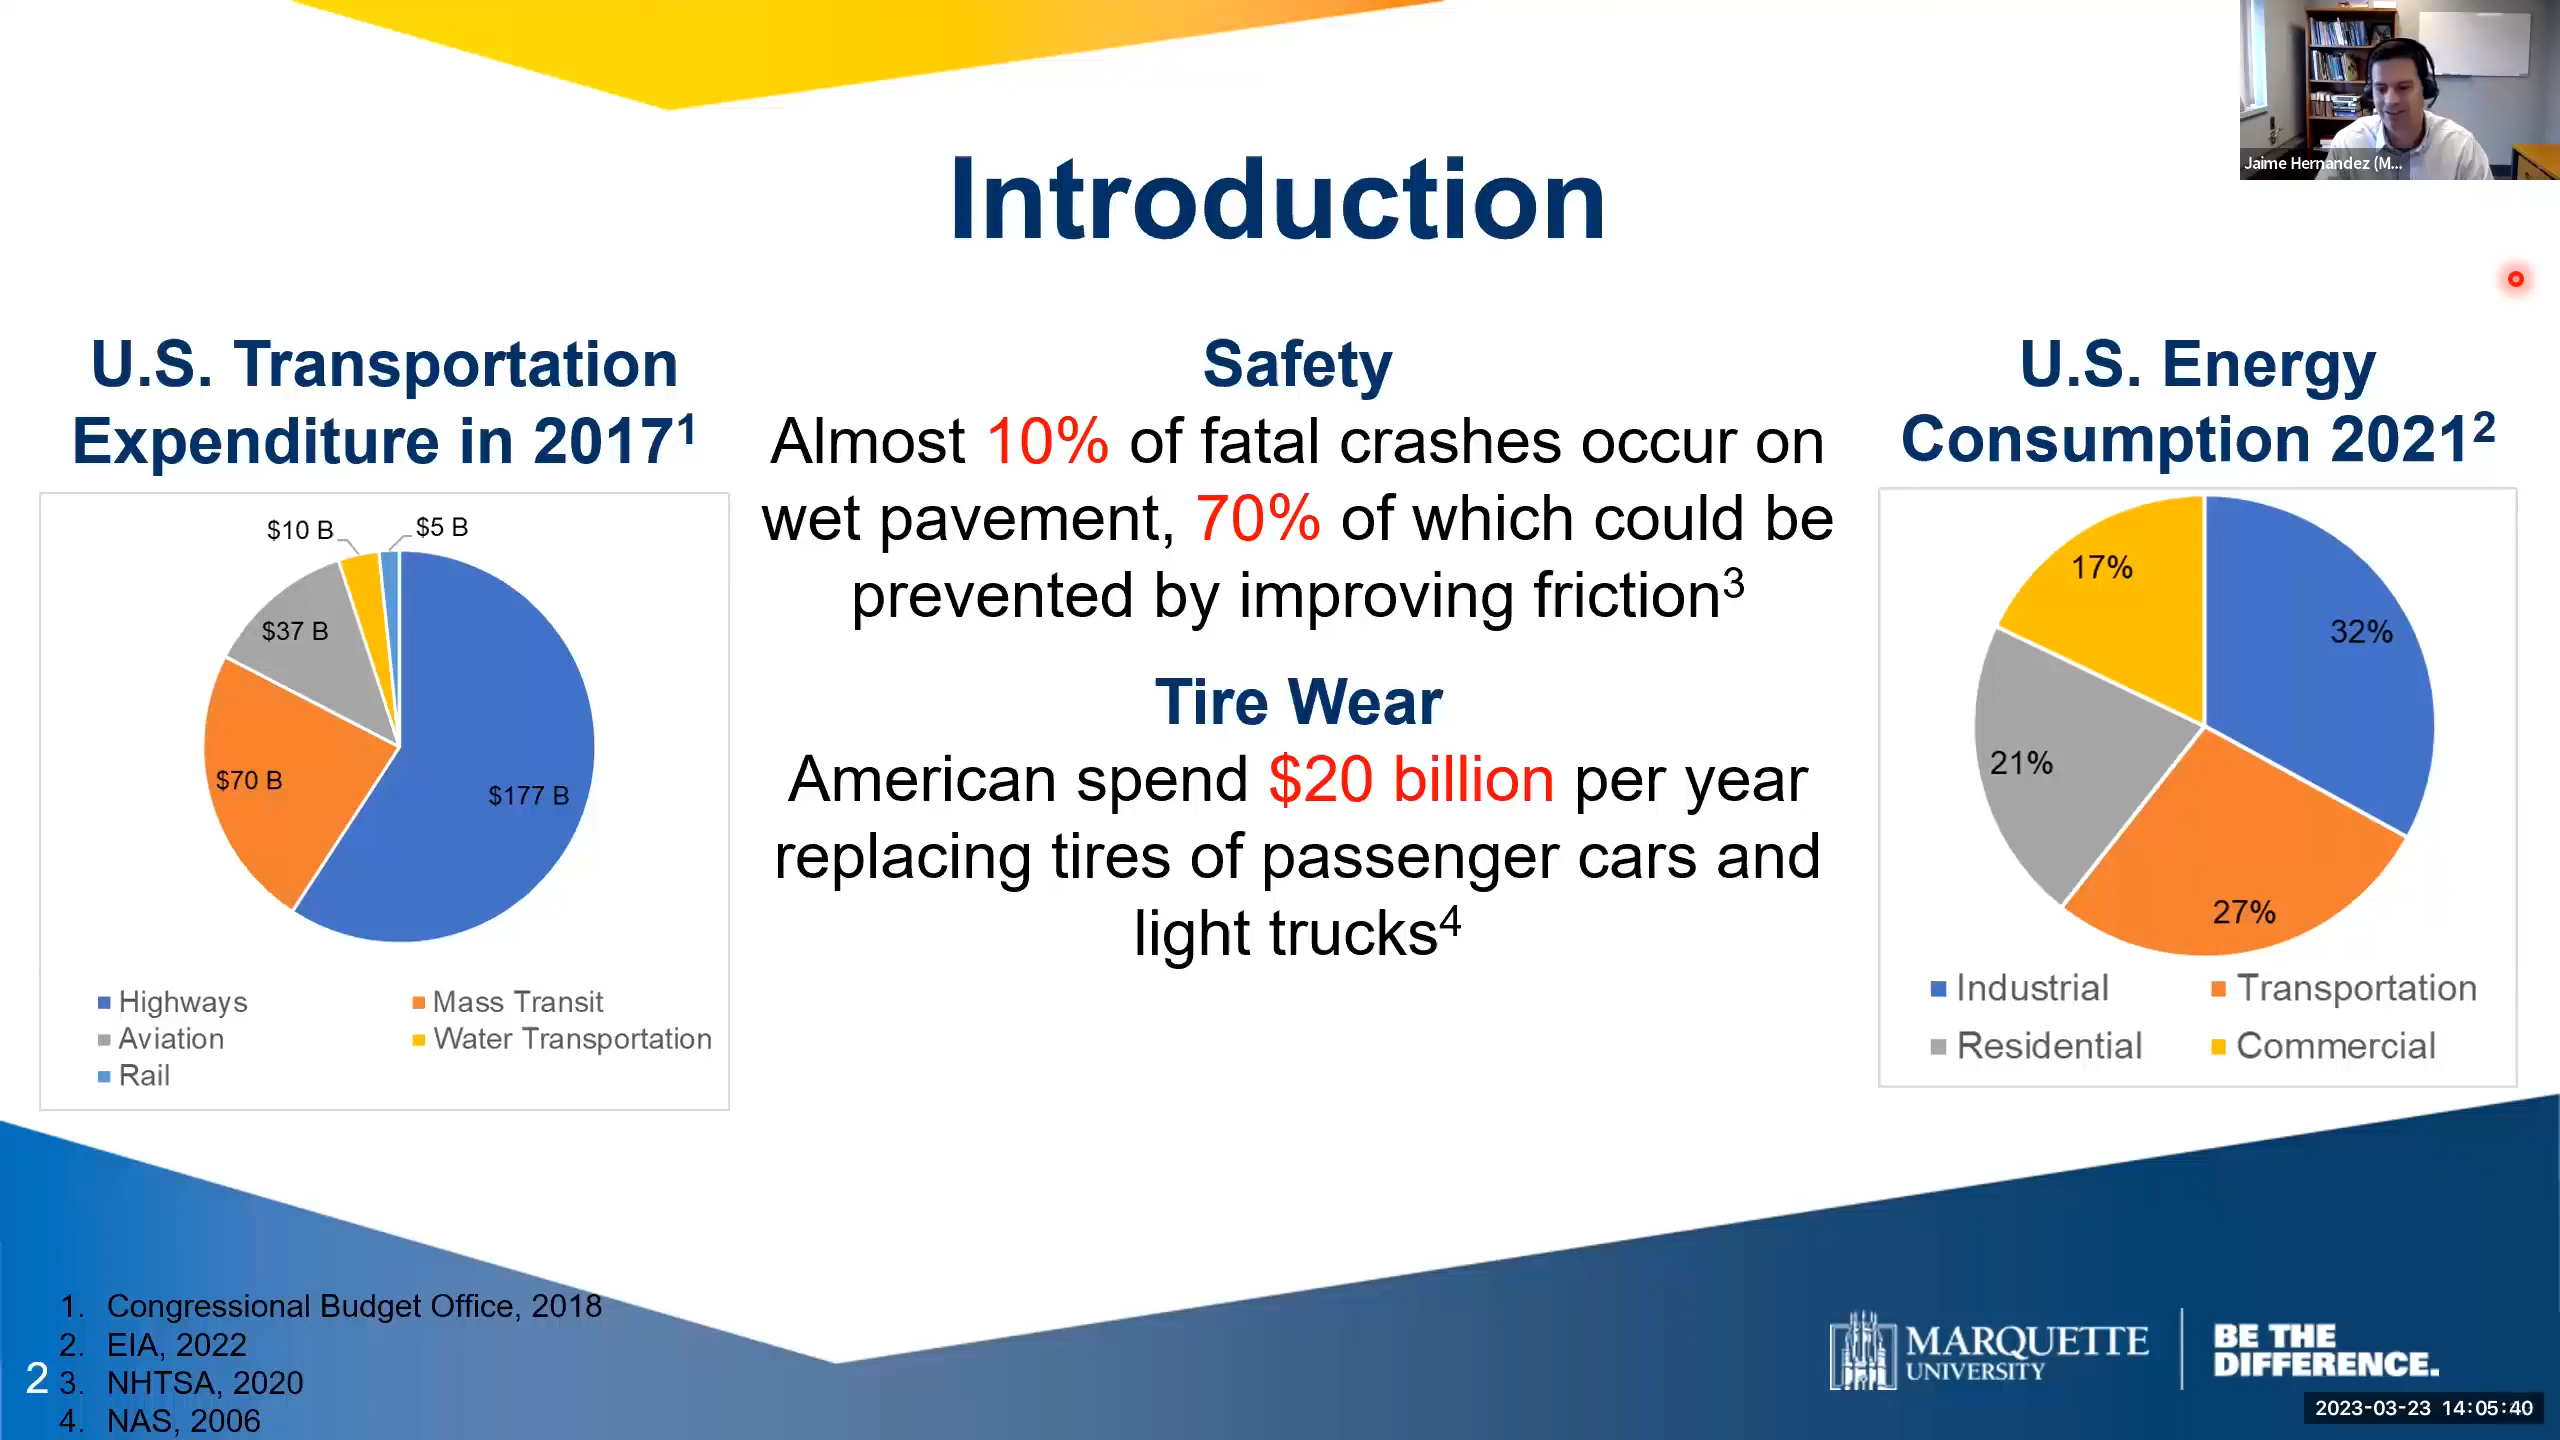 Jaime Hernandez (M...
Introduction
U.S. Transportation
Expenditure in 2017¹
$10 B
$5 B
$37 B
$70 B
$177 B
Highways
Mass Transit
Aviation
Water Transportation
Rail
Safety
Almost 10% of fatal crashes occur on
wet pavement, 70% of which could be
prevented by improving friction³
Tire Wear
American spend $20 billion per year
replacing tires of passenger cars and
light trucks⁴
U.S. Energy
Consumption 2021²
17%
32%
21%
27%
Industrial
Transportation
Residential
Commercial
1. Congressional Budget Office, 2018
2. EIA, 2022
3. NHTSA, 2020
4. NAS, 2006
2
MARQUETTE
UNIVERSITY
BE THE
DIFFERENCE.
2023-03-23 14:05:40